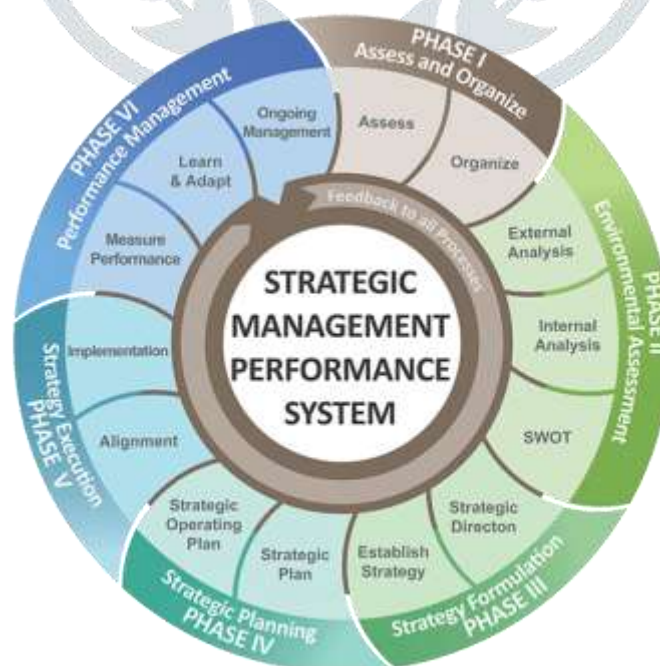 PHASE I
Assess and Organize
Assess
Organize
PHASE II
Environmental Assessment
External
Analysis
Internal
Analysis
SWOT
PHASE III
Strategy Formulation
Strategic
Directon
Establish
Strategy
PHASE IV
Strategic Planning
Strategic
Plan
Strategic
Operating
Plan
PHASE V
Strategy Execution
Alignment
Implementation
PHASE VI
Performance Management
Measure
Performance
Learn
& Adapt
Ongoing
Management
Feedback to all Processes
STRATEGIC
MANAGEMENT
PERFORMANCE
SYSTEM